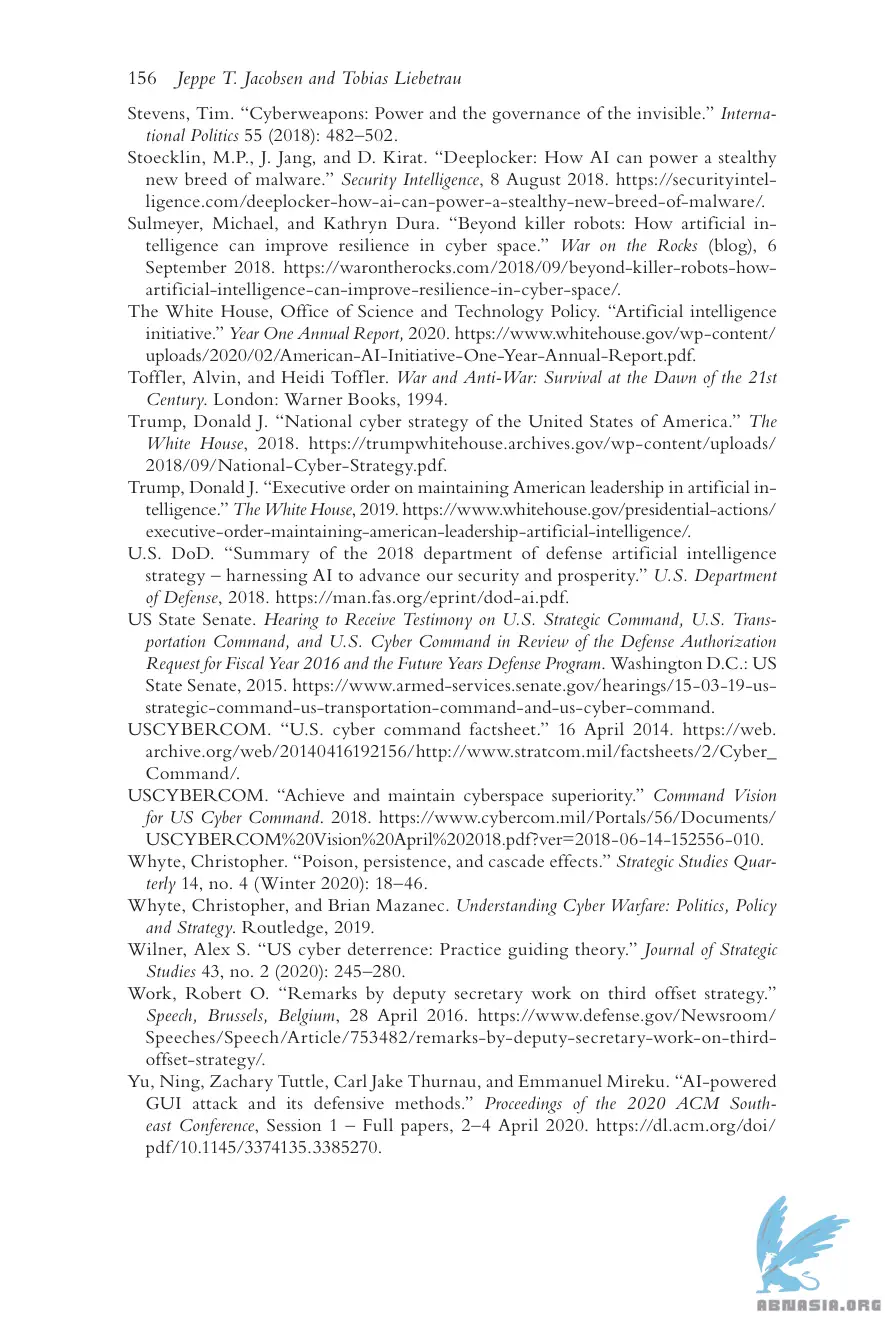 156 Jeppe T. Jacobsen and Tobias Liebetrau
Stevens, Tim. “Cyberweapons: Power and the governance of the invisible.” Interna-
tional Politics 55 (2018): 482–502.
Stoecklin, M.P., J. Jang, and D. Kirat. “Deeplocker: How AI can power a stealthy
new breed of malware.” Security Intelligence, 8 August 2018. https://securityintel-
ligence.com/deeplocker-how-ai-can-power-a-stealthy-new-breed-of-malware/.
Sulmeyer, Michael, and Kathryn Dura. “Beyond killer robots: How artificial in-
telligence can improve resilience in cyber space.” War on the Rocks (blog), 6
September 2018. https://warontherocks.com/2018/09/beyond-killer-robots-how-
artificial-intelligence-can-improve-resilience-in-cyber-space/.
The White House, Office of Science and Technology Policy. “Artificial intelligence
initiative.” Year One Annual Report, 2020. https://www.whitehouse.gov/wp-content/
uploads/2020/02/American-AI-Initiative-One-Year-Annual-Report.pdf.
Toffler, Alvin, and Heidi Toffler. War and Anti-War: Survival at the Dawn of the 21st
Century. London: Warner Books, 1994.
Trump, Donald J. “National cyber strategy of the United States of America.” The
White House, 2018. https://trumpwhitehouse.archives.gov/wp-content/uploads/
2018/09/National-Cyber-Strategy.pdf.
Trump, Donald J. “Executive order on maintaining American leadership in artificial in-
telligence.” The White House, 2019. https://www.whitehouse.gov/presidential-actions/
executive-order-maintaining-american-leadership-artificial-intelligence/.
U.S. DoD. “Summary of the 2018 department of defense artificial intelligence
strategy – harnessing AI to advance our security and prosperity.” U.S. Department
of Defense, 2018. https://man.fas.org/eprint/dod-ai.pdf.
US State Senate. Hearing to Receive Testimony on U.S. Strategic Command, U.S. Trans-
portation Command, and U.S. Cyber Command in Review of the Defense Authorization
Request for Fiscal Year 2016 and the Future Years Defense Program. Washington D.C.: US
State Senate, 2015. https://www.armed-services.senate.gov/hearings/15-03-19-us-
strategic-command-us-transportation-command-and-us-cyber-command.
USCYBERCOM. “U.S. cyber command factsheet.” 16 April 2014. https://web.
archive.org/web/20140416192156/http://www.stratcom.mil/factsheets/2/Cyber_
Command/.
USCYBERCOM. “Achieve and maintain cyberspace superiority.” Command Vision
for US Cyber Command. 2018. https://www.cybercom.mil/Portals/56/Documents/
USCYBERCOM%20Vision%20April%202018.pdf?ver=2018-06-14-152556-010.
Whyte, Christopher. “Poison, persistence, and cascade effects.” Strategic Studies Quar-
terly 14, no. 4 (Winter 2020): 18–46.
Whyte, Christopher, and Brian Mazanec. Understanding Cyber Warfare: Politics, Policy
and Strategy. Routledge, 2019.
Wilner, Alex S. “US cyber deterrence: Practice guiding theory.” Journal of Strategic
Studies 43, no. 2 (2020): 245–280.
Work, Robert O. “Remarks by deputy secretary work on third offset strategy.”
Speech, Brussels, Belgium, 28 April 2016. https://www.defense.gov/Newsroom/
Speeches/Speech/Article/753482/remarks-by-deputy-secretary-work-on-third-
offset-strategy/.
Yu, Ning, Zachary Tuttle, Carl Jake Thurnau, and Emmanuel Mireku. “AI-powered
GUI attack and its defensive methods.” Proceedings of the 2020 ACM South-
east Conference, Session 1 – Full papers, 2–4 April 2020. https://dl.acm.org/doi/
pdf/10.1145/3374135.3385270.
ABNASIA.ORG